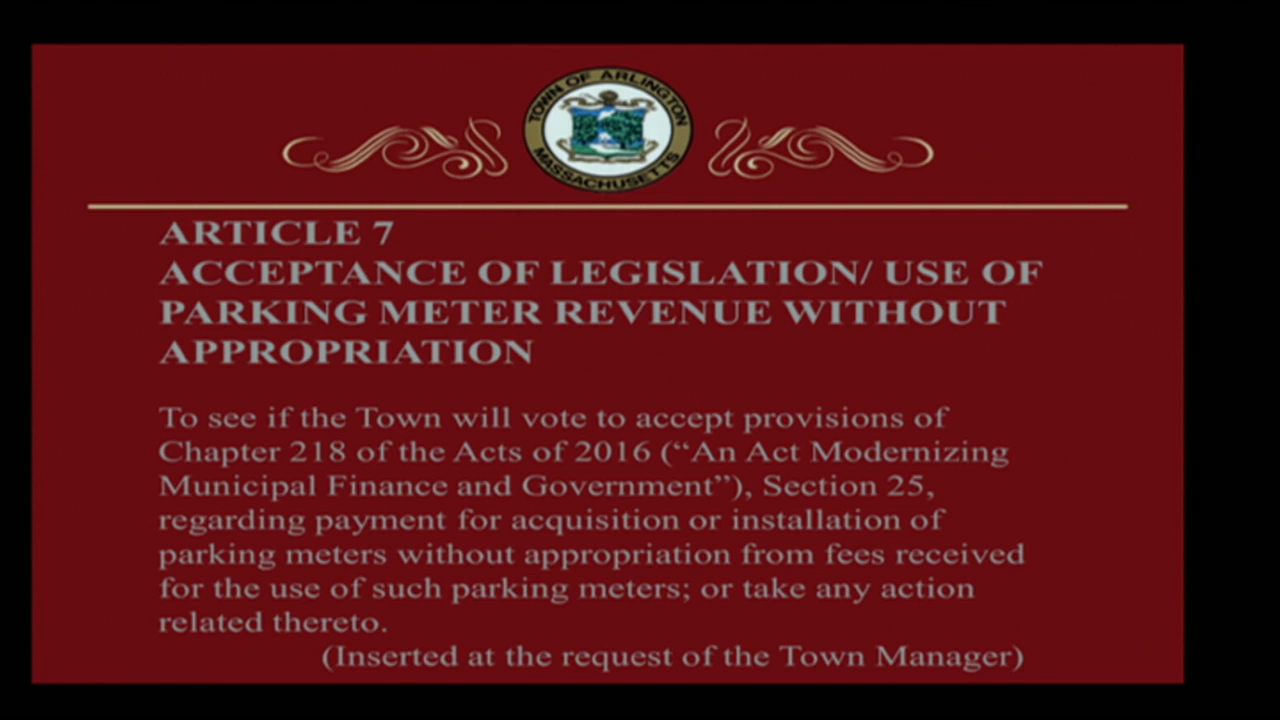 TOWN OF ARLINGTON
MASSACHUSETTS
ARTICLE 7
ACCEPTANCE OF LEGISLATION/ USE OF
PARKING METER REVENUE WITHOUT
APPROPRIATION
To see if the Town will vote to accept provisions of
Chapter 218 of the Acts of 2016 (“An Act Modernizing
Municipal Finance and Government”), Section 25,
regarding payment for acquisition or installation of
parking meters without appropriation from fees received
for the use of such parking meters; or take any action
related thereto.
(Inserted at the request of the Town Manager)